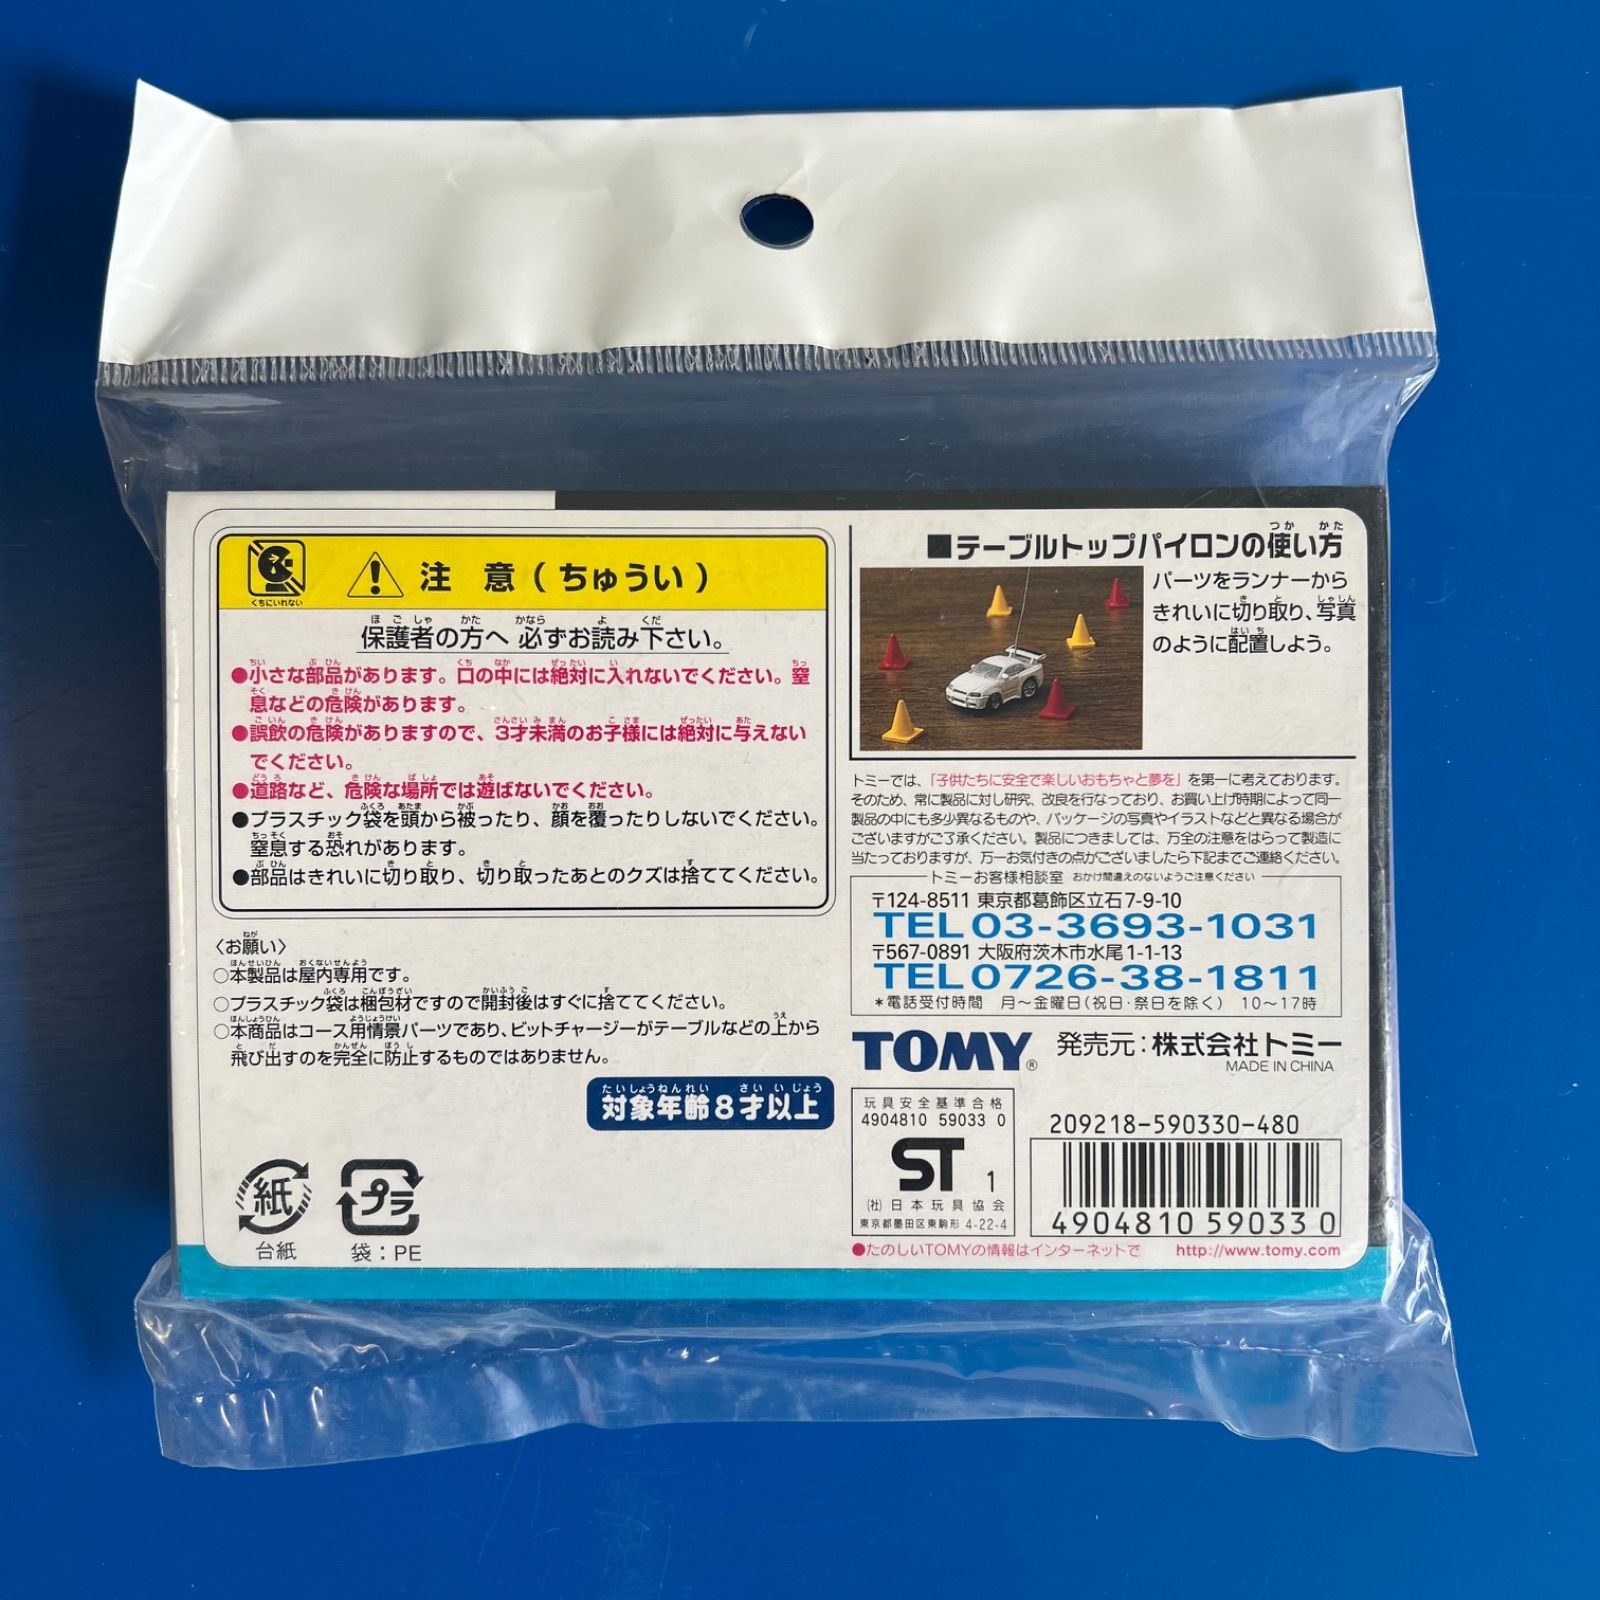 くちにいれない
注意(ちゅうい)
保護者の方へ 必ずお読み下さい。
●小さな部品があります。口の中には絶対に入れないでください。窒
息などの危険があります。
●誤飲の危険がありますので、3才未満のお子様には絶対に与えない
でください。
●道路など、危険な場所では遊ばないでください。
●プラスチック袋を頭から被ったり、顔を覆ったりしないでください。
窒息する恐れがあります。
●部品はきれいに切り取り、切り取ったあとのクズは捨ててください。
〈お願い〉
○本製品は屋内専用です。
○プラスチック袋は梱包材ですので開封後はすぐに捨ててください。
○本商品はコース用情景パーツであり、ビットチャージーがテーブルなどの上から
飛び出すのを完全に防止するものではありません。
対象年齢8才以上
紙
台紙
プラ
袋:PE
■テーブルトップパイロンの使い方
パーツをランナーから
きれいに切り取り、写真
のように配置しよう。
トミーでは、「子供たちに安全で楽しいおもちゃと夢を」を第一に考えております。
そのため、常に製品に対し研究、改良を行なっており、お買い上げ時期によって同一
製品の中にも多少異なるものや、パッケージの写真やイラストなどと異なる場合が
ございますがご了承ください。製品につきましては、万全の注意をはらって製造に
当たっておりますが、万一お気付きの点がございましたら下記までご連絡ください。
トミーお客様相談室 おかけ間違えのないようご注意ください
〒124-8511 東京都葛飾区立石7-9-10
TEL 03-3693-1031
〒567-0891 大阪府茨木市水尾1-1-13
TEL 0726-38-1811
*電話受付時間 月〜金曜日(祝日・祭日を除く) 10〜17時
TOMY® 発売元:株式会社トミー
MADE IN CHINA
玩具安全基準合格
4904810 59033 0
ST 1
(社)日本玩具協会
東京都墨田区東駒形 4-22-4
209218-590330-480
4904810 590330
●たのしいTOMYの情報はインターネットで http://www.tomy.com